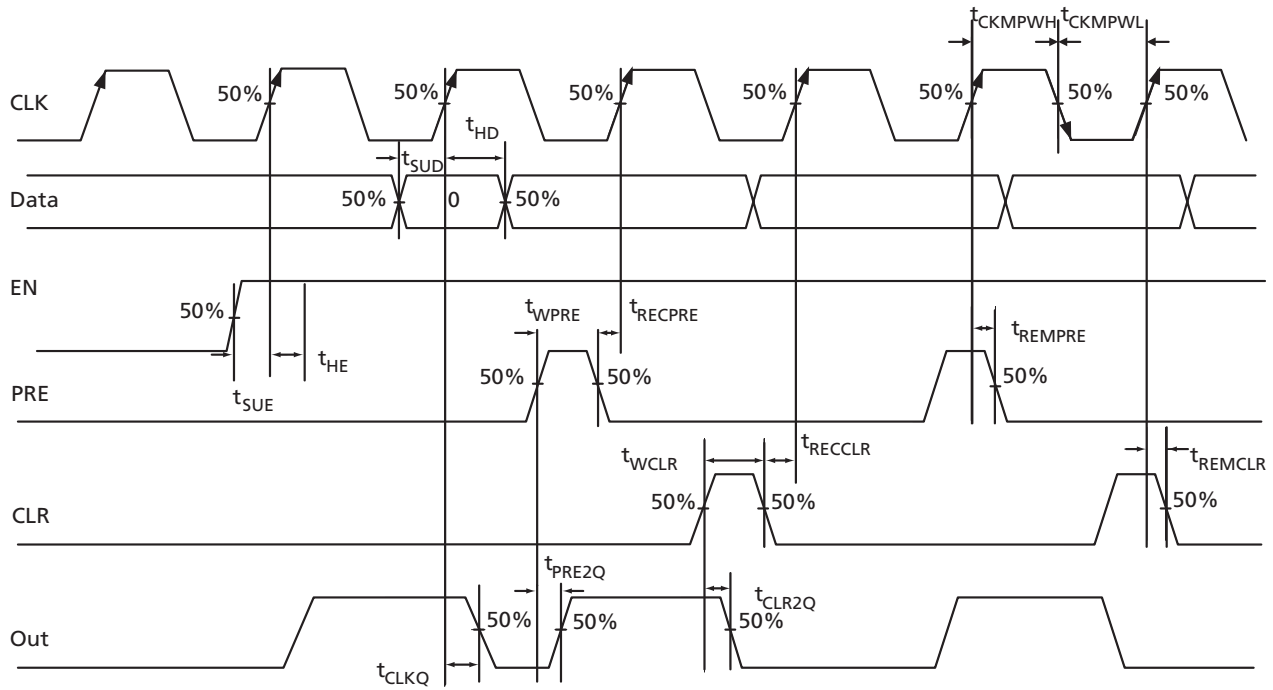 tCKMPWH tCKMPWL
CLK 50% 50% 50% 50% 50% 50% 50%
tSUD tHD
Data 50% 0 50%
EN 50%
tHE
tSUE
tWPRE tRECPRE tREMPRE
PRE 50% 50% 50%
tWCLR tRECCLR tREMCLR
CLR 50% 50% 50%
tPRE2Q tCLR2Q
Out 50% 50% 50%
tCLKQ